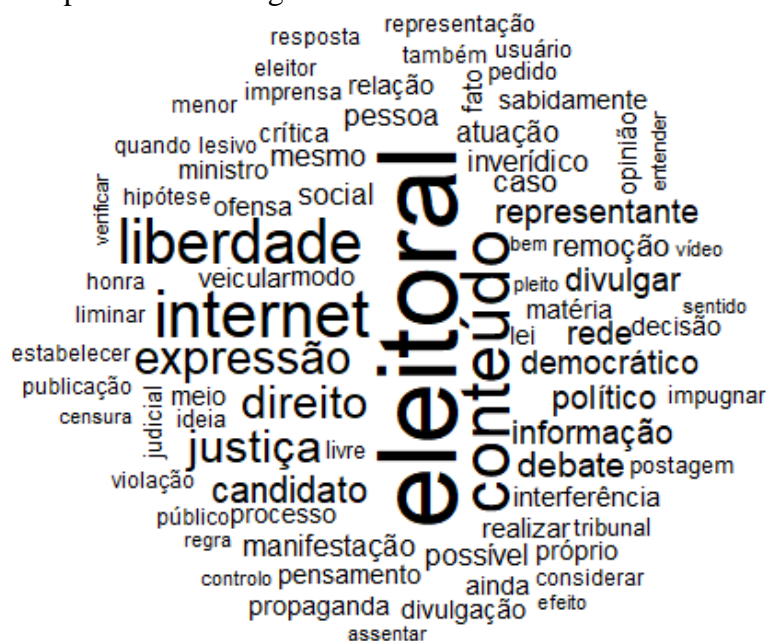 representação
resposta
também usuário
eleitor
imprensa relação fato pedido
menor
sabidamente
pessoa
quando lesivo crítica
atuação
opinião
entender
ministro mesmo
inverídico
verificar
hipótese ofensa social
caso
representante
liberdade
eleitoral
conteúdo
bem remoção vídeo
honra
veicular modo
pleito divulgar
liminar
internet
matéria
sentido
lei rede decisão
estabelecer expressão
democrático
publicação
judicial
meio
direito
político impugnar
censura
ideia
informação
justiça livre
debate postagem
violação
candidato
interferência
público processo
realizar tribunal
regra
manifestação
possível próprio
controlo pensamento
ainda considerar
propaganda divulgação efeito
assentar